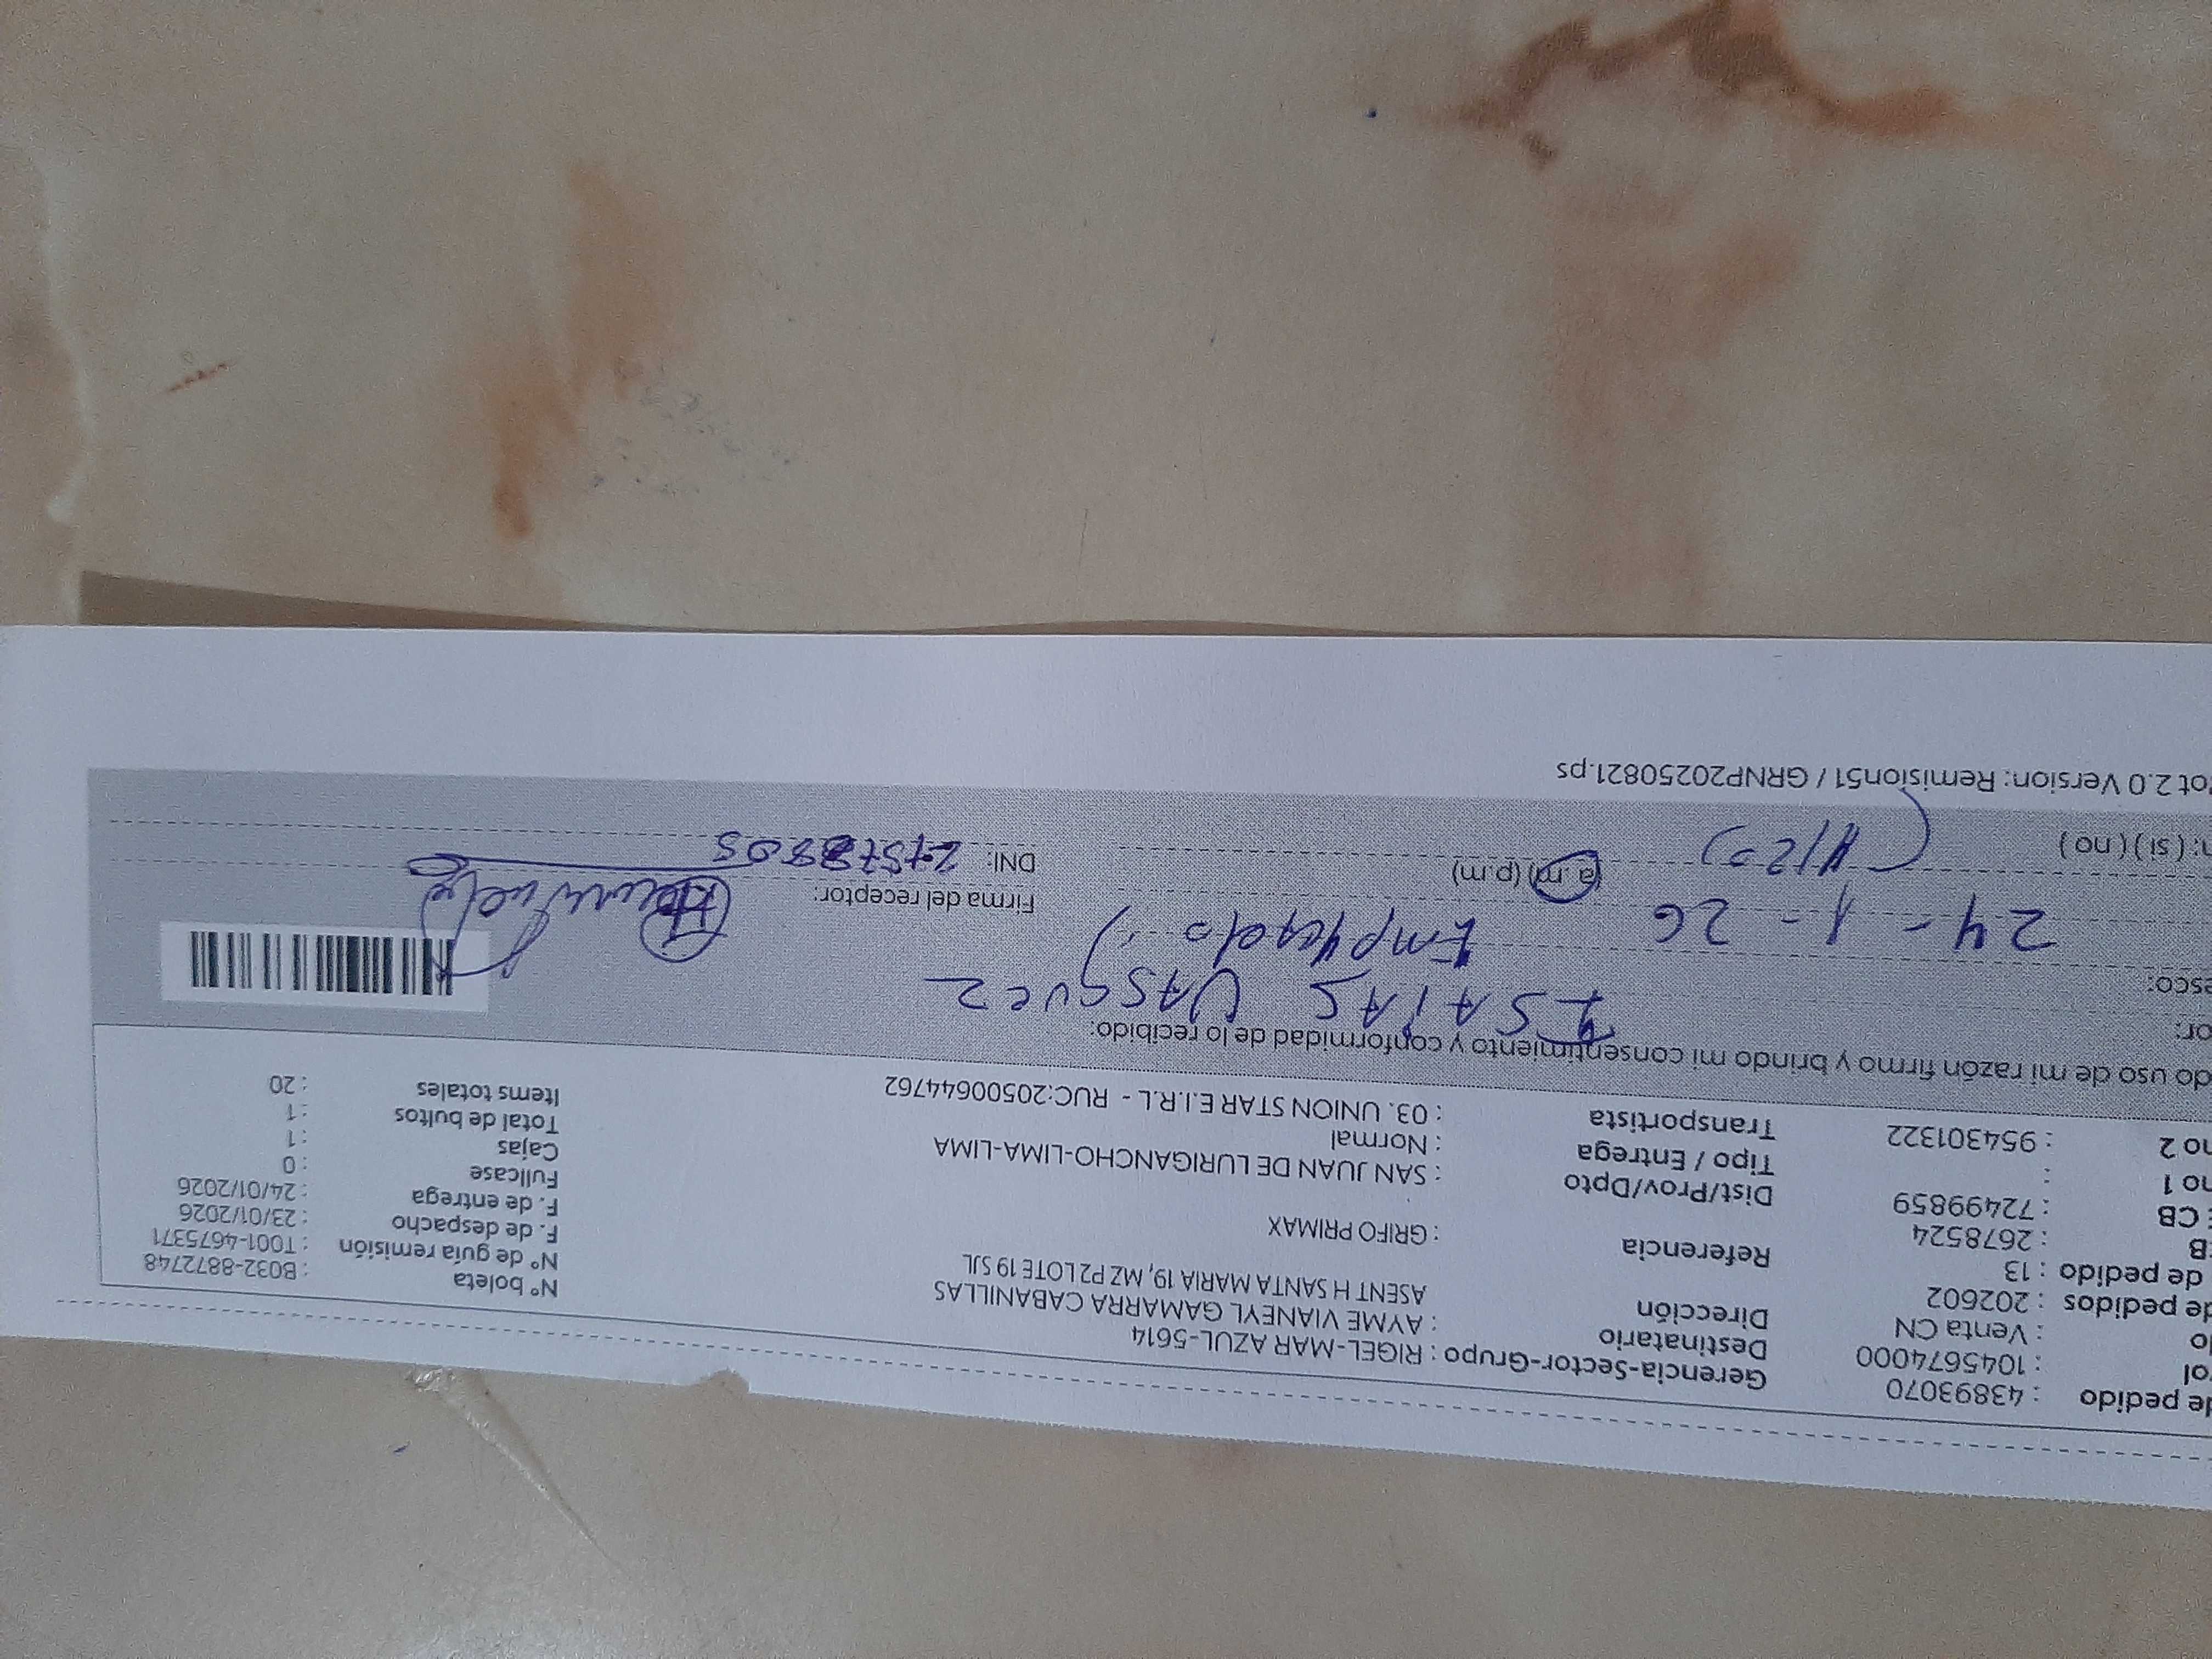 de pedido : 43893070
ol : 1045674000
o : Venta CN
de pedidos : 202602
de pedido : 13
B : 2678524
CB : 72499859
no 1 :
no 2 : 954301322
Gerencia-Sector-Grupo : RIGEL-MAR AZUL-5614
Destinatario : AYME VIANEYL GAMARRA CABANILLAS
Dirección ASENT H SANTA MARIA 19, MZ P2 LOTE 19 SJL
Referencia : GRIFO PRIMAX
Dist/Prov/Dpto : SAN JUAN DE LURIGANCHO-LIMA-LIMA
Tipo / Entrega : Normal
Transportista : 03. UNION STAR E.I.R.L - RUC:20500644762
N° boleta : B032-8872748
N° de guía remisión : T001-4675371
F. de despacho : 23/01/2026
F. de entrega : 24/01/2026
Fullcase : 0
Cajas : 1
Total de bultos : 1
Items totales : 20
do uso de mi razón firmo y brindo mi consentimiento y conformidad de lo recibido:
or: ISAIAS VASQUEZ
esco: Empleado
24-1-26
(a.m) (p.m)
Firma del receptor:
DNI:
n: ( si ) ( no )
ot 2.0 Version: Remision51 / GRNP20250821.ps